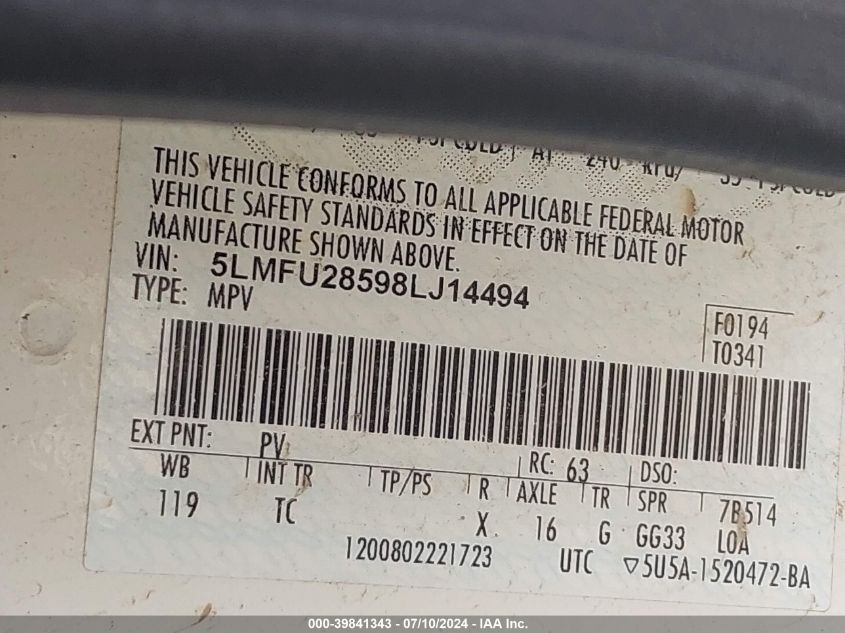 240 kPa/ 35
THIS VEHICLE CONFORMS TO ALL APPLICABLE FEDERAL MOTOR
VEHICLE SAFETY STANDARDS IN EFFECT ON THE DATE OF
MANUFACTURE SHOWN ABOVE.
VIN: 5LMFU28598LJ14494
TYPE: MPV
F0194
T0341
EXT PNT: PV RC: 63 DSO:
WB INT TR TP/PS R AXLE TR SPR 7B514
119 TC X 16 G GG33 LOA
1200802221723 UTC ▽5U5A-1520472-BA
000-39841343 - 07/10/2024 - IAA Inc.